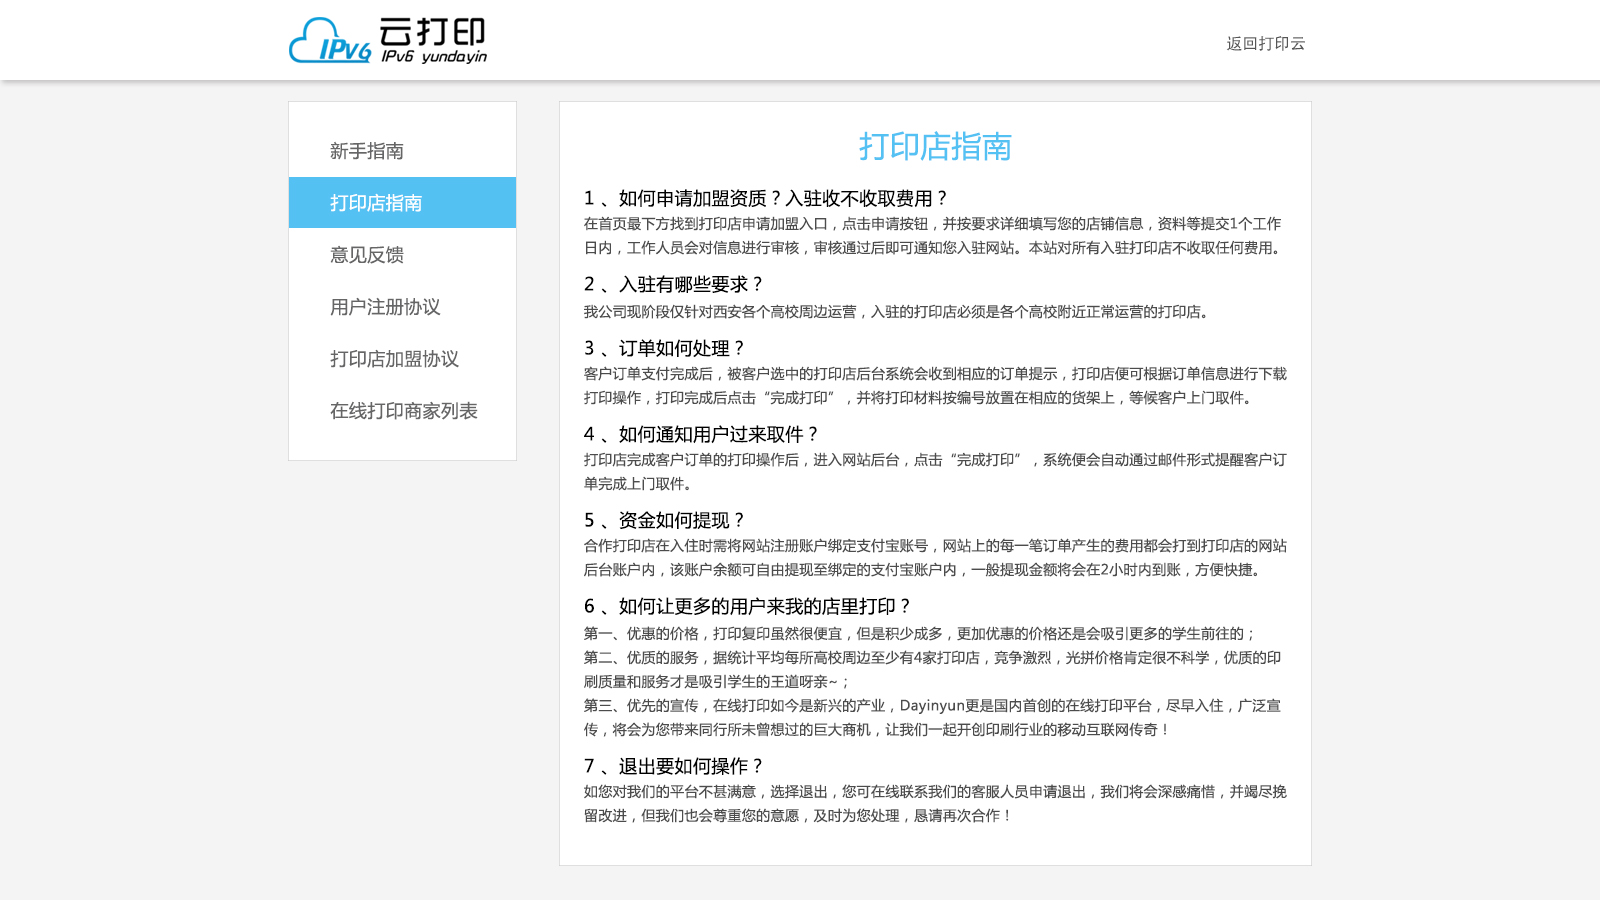 IPv6 云打印
IPv6 yundayin
返回打印云
新手指南
打印店指南
意见反馈
用户注册协议
打印店加盟协议
在线打印商家列表
打印店指南
1 、如何申请加盟资质？入驻收不收取费用？
在首页最下方找到打印店申请加盟入口，点击申请按钮，并按要求详细填写您的店铺信息，资料等提交1个工作
日内，工作人员会对信息进行审核，审核通过后即可通知您入驻网站。本站对所有入驻打印店不收取任何费用。
2 、入驻有哪些要求？
我公司现阶段仅针对西安各个高校周边运营，入驻的打印店必须是各个高校附近正常运营的打印店。
3 、订单如何处理？
客户订单支付完成后，被客户选中的打印店后台系统会收到相应的订单提示，打印店便可根据订单信息进行下载
打印操作，打印完成后点击“完成打印”，并将打印材料按编号放置在相应的货架上，等候客户上门取件。
4 、如何通知用户过来取件？
打印店完成客户订单的打印操作后，进入网站后台，点击“完成打印”，系统便会自动通过邮件形式提醒客户订
单完成上门取件。
5 、资金如何提现？
合作打印店在入住时需将网站注册账户绑定支付宝账号，网站上的每一笔订单产生的费用都会打到打印店的网站
后台账户内，该账户余额可自由提现至绑定的支付宝账户内，一般提现金额将会在2小时内到账，方便快捷。
6 、如何让更多的用户来我的店里打印？
第一、优惠的价格，打印复印虽然很便宜，但是积少成多，更加优惠的价格还是会吸引更多的学生前往的；
第二、优质的服务，据统计平均每所高校周边至少有4家打印店，竞争激烈，光拼价格肯定很不科学，优质的印
刷质量和服务才是吸引学生的王道呀亲~；
第三、优先的宣传，在线打印如今是新兴的产业，Dayinyun更是国内首创的在线打印平台，尽早入住，广泛宣
传，将会为您带来同行所未曾想过的巨大商机，让我们一起开创印刷行业的移动互联网传奇！
7 、退出要如何操作？
如您对我们的平台不甚满意，选择退出，您可在线联系我们的客服人员申请退出，我们将会深感痛惜，并竭尽挽
留改进，但我们也会尊重您的意愿，及时为您处理，恳请再次合作！